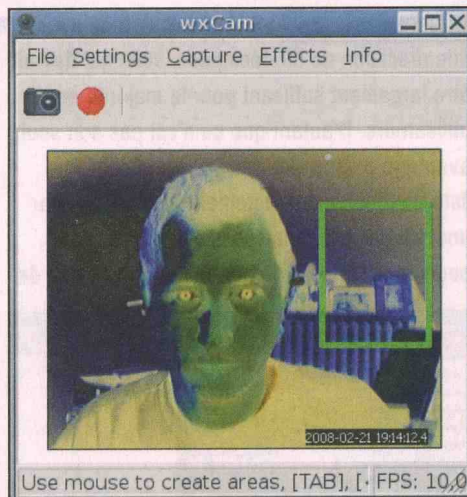 wxCam
File Settings Capture Effects Info
2008-02-21 19:14:12.4
Use mouse to create areas, [TAB], [- FPS: 10,0